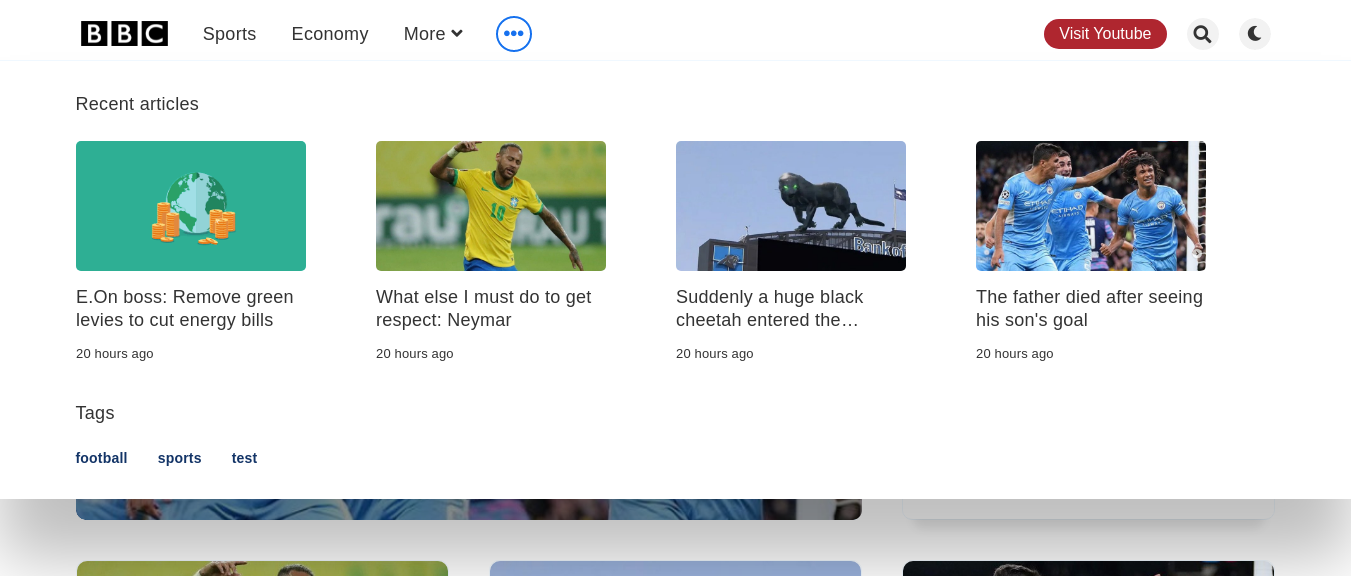 BBC Sports Economy More Visit Youtube
Recent articles
10
Bankof
E.On boss: Remove green
levies to cut energy bills
20 hours ago
What else I must do to get
respect: Neymar
20 hours ago
Suddenly a huge black
cheetah entered the…
20 hours ago
The father died after seeing
his son's goal
20 hours ago
Tags
football sports test